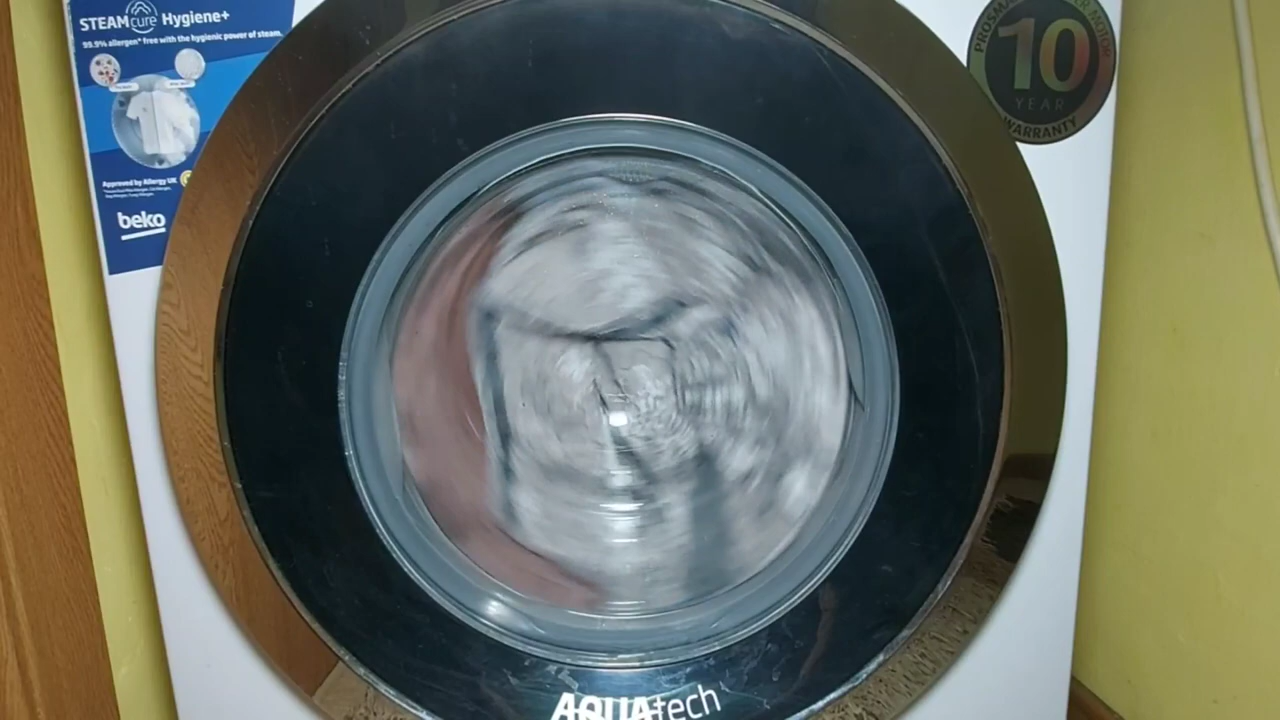 STEAMcure Hygiene+
99.9% allergen* free with the hygienic power of steam.
Approved by Allergy UK
beko
10
YEAR
WARRANTY
AQUAtech